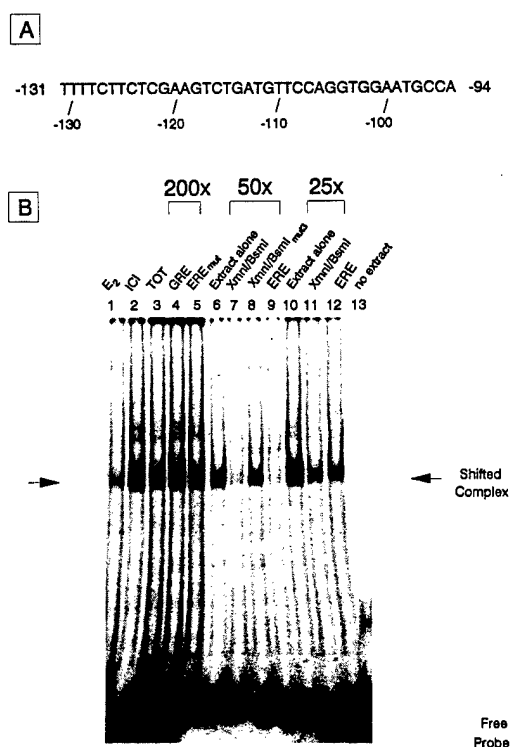 A
-131 TTTTCTTCTCGAAGTCTGATGTTCCAGGTGGAATGCCA -94
-130 -120 -110 -100
B
200x 50x 25x
E2 ICI TOT GRE ERE mut Extract alone XmnI/BsmI XmnI/BsmI mut3 ERE Extract alone XmnI/BsmI ERE no extract
1 2 3 4 5 6 7 8 9 10 11 12 13
Shifted
Complex
Free
Probe